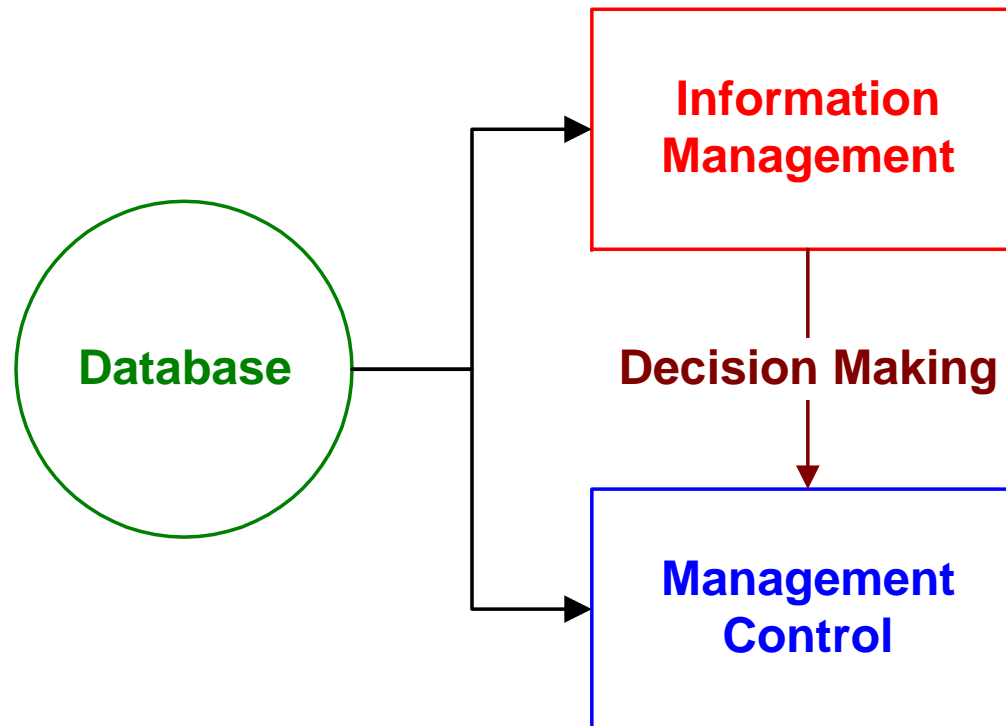 Information
Management
Database
Decision Making
Management
Control